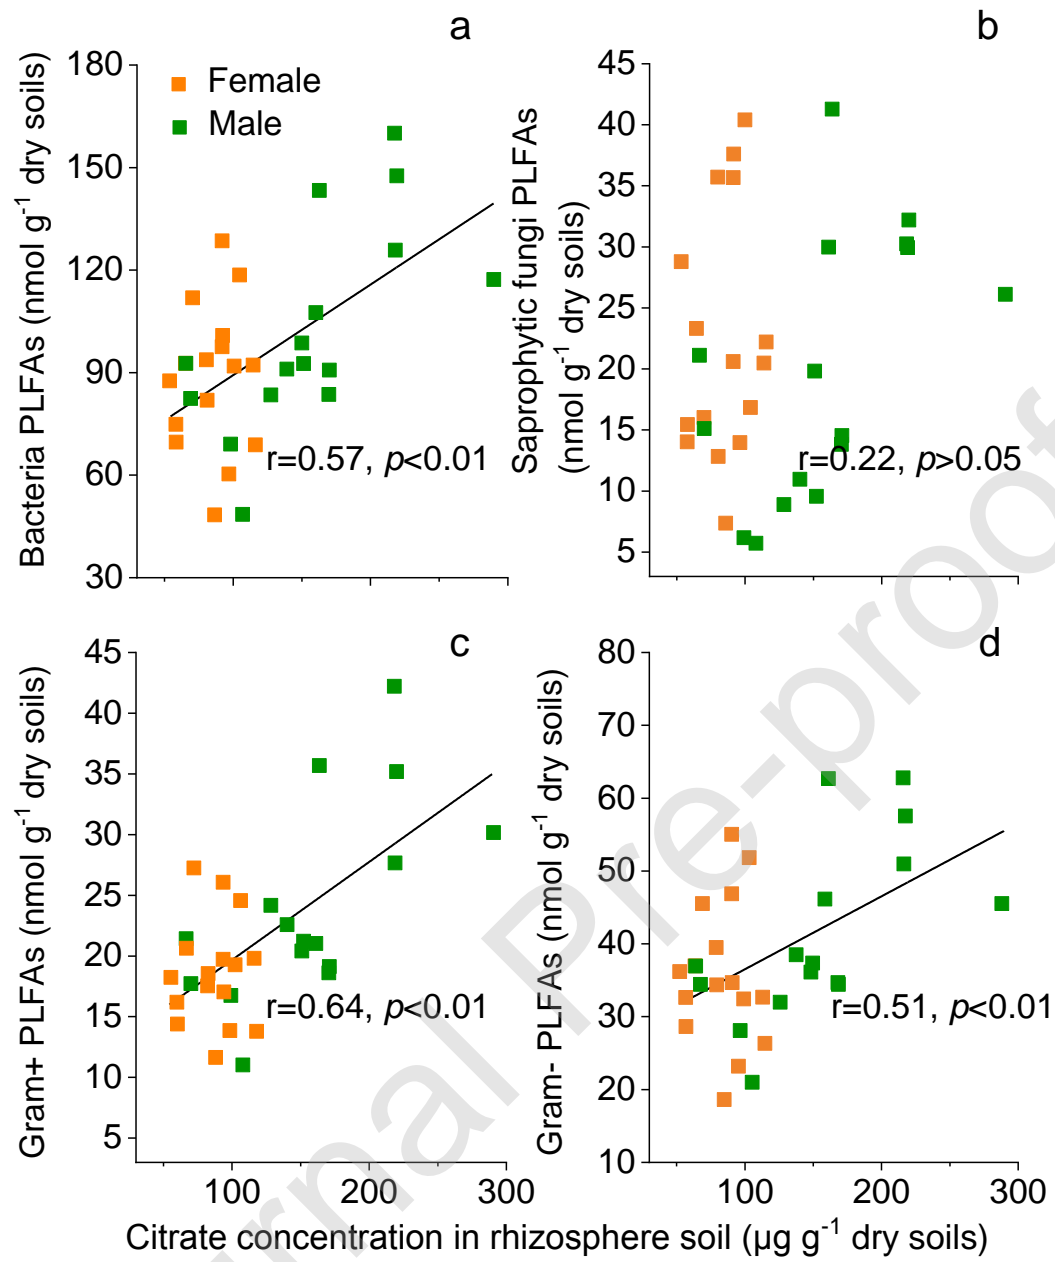 a
180
150
120
90
60
30
Bacteria PLFAs (nmol g⁻¹ dry soils)
Female
Male
r=0.57, p<0.01
b
45
40
35
30
25
20
15
10
5
Saprophytic fungi PLFAs
(nmol g⁻¹ dry soils)
r=0.22, p>0.05
c
45
40
35
30
25
20
15
10
5
Gram+ PLFAs (nmol g⁻¹ dry soils)
r=0.64, p<0.01
100 200 300
d
80
70
60
50
40
30
20
10
Gram- PLFAs (nmol g⁻¹ dry soils)
r=0.51, p<0.01
100 200 300
Citrate concentration in rhizosphere soil (μg g⁻¹ dry soils)
rnal Pre-proof